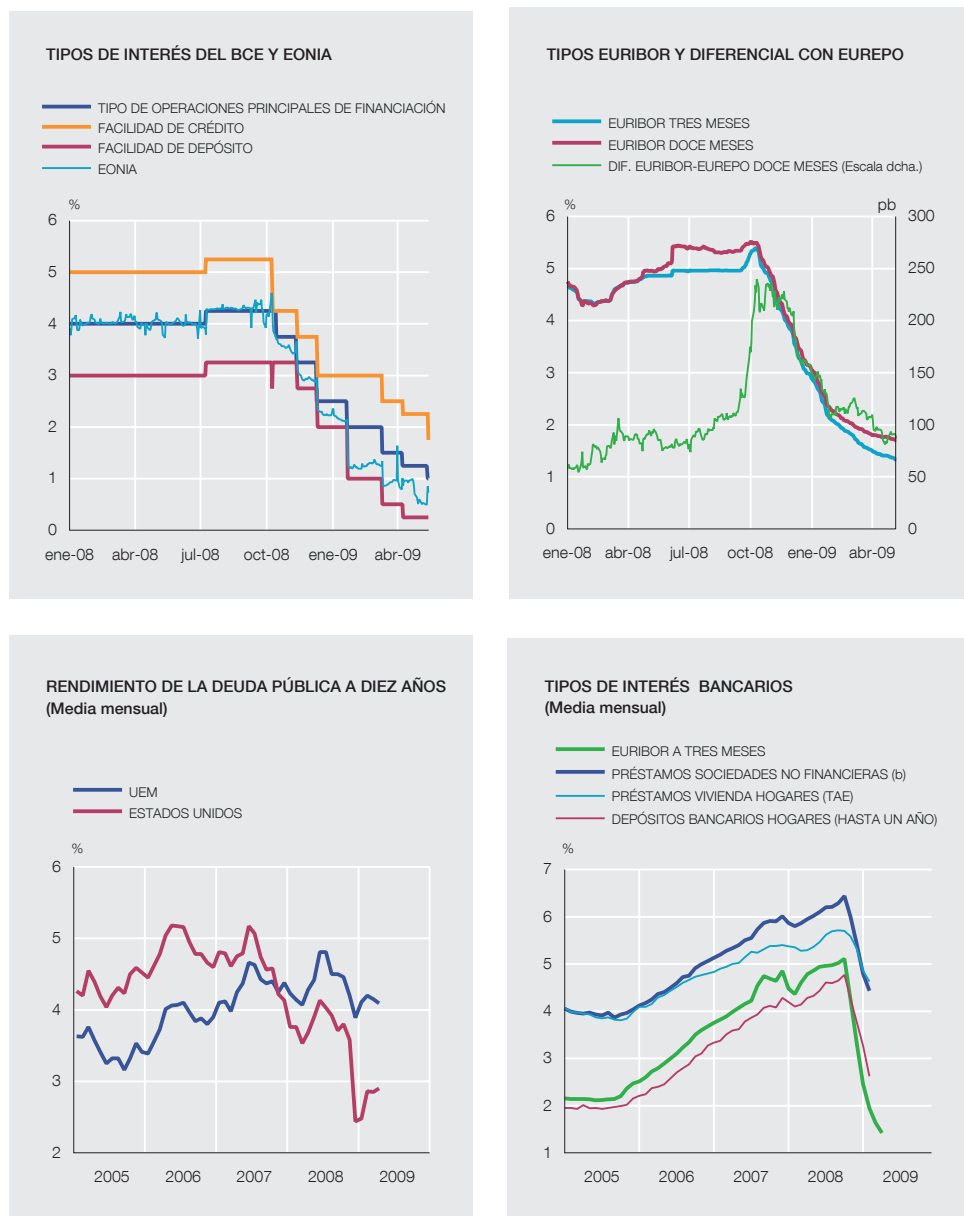 TIPOS DE INTERÉS DEL BCE Y EONIA
TIPO DE OPERACIONES PRINCIPALES DE FINANCIACIÓN
FACILIDAD DE CRÉDITO
FACILIDAD DE DEPÓSITO
EONIA
%
6
5
4
3
2
1
0
ene-08 abr-08 jul-08 oct-08 ene-09 abr-09
TIPOS EURIBOR Y DIFERENCIAL CON EUREPO
EURIBOR TRES MESES
EURIBOR DOCE MESES
DIF. EURIBOR-EUREPO DOCE MESES (Escala dcha.)
% pb
6 300
5 250
4 200
3 150
2 100
1 50
0 0
ene-08 abr-08 jul-08 oct-08 ene-09 abr-09
RENDIMIENTO DE LA DEUDA PÚBLICA A DIEZ AÑOS
(Media mensual)
UEM
ESTADOS UNIDOS
%
6
5
4
3
2
2005 2006 2007 2008 2009
TIPOS DE INTERÉS BANCARIOS
(Media mensual)
EURIBOR A TRES MESES
PRÉSTAMOS SOCIEDADES NO FINANCIERAS (b)
PRÉSTAMOS VIVIENDA HOGARES (TAE)
DEPÓSITOS BANCARIOS HOGARES (HASTA UN AÑO)
%
7
6
5
4
3
2
1
2005 2006 2007 2008 2009